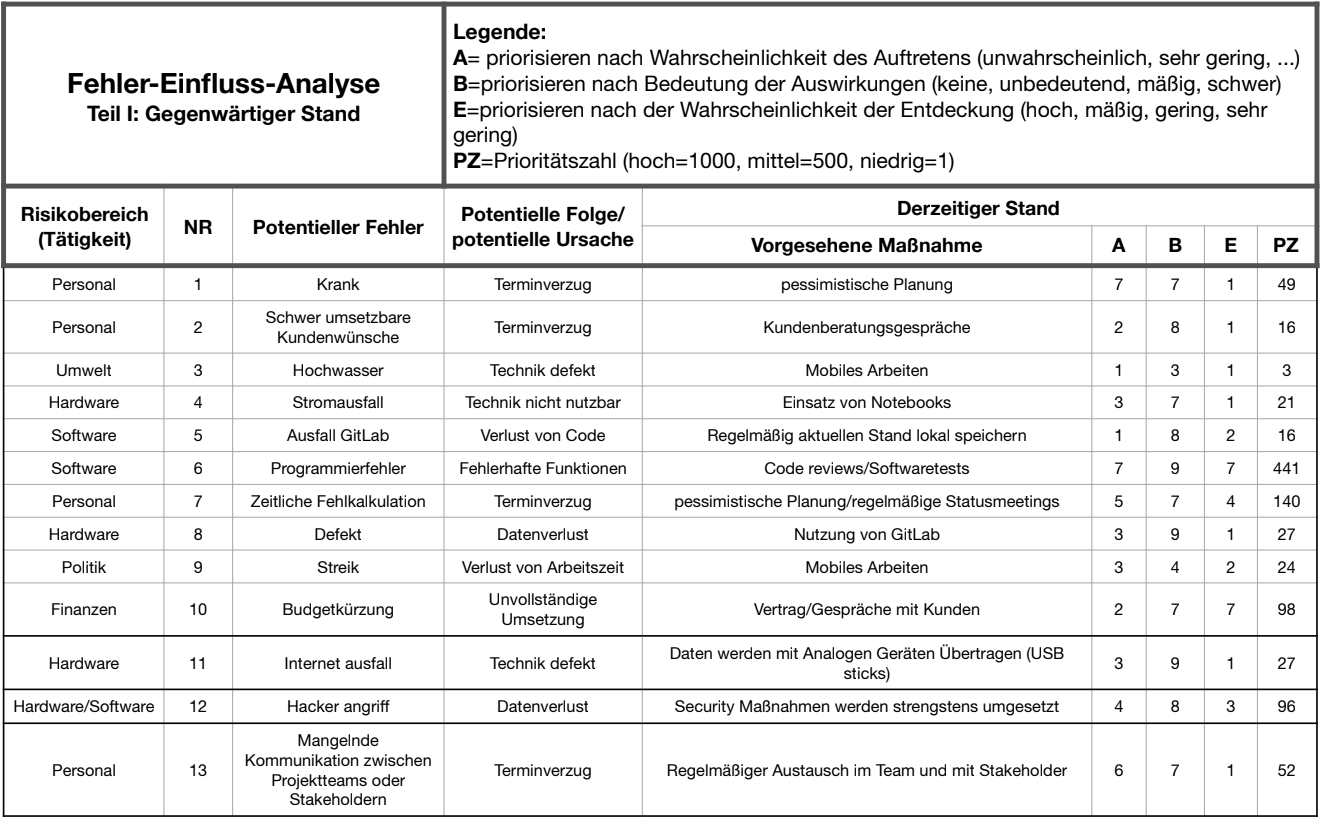 Fehler-Einfluss-Analyse
Teil I: Gegenwärtiger Stand
Legende:
A= priorisieren nach Wahrscheinlichkeit des Auftretens (unwahrscheinlich, sehr gering, ...)
B=priorisieren nach Bedeutung der Auswirkungen (keine, unbedeutend, mäßig, schwer)
E=priorisieren nach der Wahrscheinlichkeit der Entdeckung (hoch, mäßig, gering, sehr
gering)
PZ=Prioritätszahl (hoch=1000, mittel=500, niedrig=1)
Risikobereich
(Tätigkeit)
NR
Potentieller Fehler
Potentielle Folge/
potentielle Ursache
Derzeitiger Stand
Vorgesehene Maßnahme A B E PZ
Personal 1 Krank Terminverzug pessimistische Planung 7 7 1 49
Personal 2 Schwer umsetzbare
Kundenwünsche Terminverzug Kundenberatungsgespräche 2 8 1 16
Umwelt 3 Hochwasser Technik defekt Mobiles Arbeiten 1 3 1 3
Hardware 4 Stromausfall Technik nicht nutzbar Einsatz von Notebooks 3 7 1 21
Software 5 Ausfall GitLab Verlust von Code Regelmäßig aktuellen Stand lokal speichern 1 8 2 16
Software 6 Programmierfehler Fehlerhafte Funktionen Code reviews/Softwaretests 7 9 7 441
Personal 7 Zeitliche Fehlkalkulation Terminverzug pessimistische Planung/regelmäßige Statusmeetings 5 7 4 140
Hardware 8 Defekt Datenverlust Nutzung von GitLab 3 9 1 27
Politik 9 Streik Verlust von Arbeitszeit Mobiles Arbeiten 3 4 2 24
Finanzen 10 Budgetkürzung Unvollständige
Umsetzung Vertrag/Gespräche mit Kunden 2 7 7 98
Hardware 11 Internet ausfall Technik defekt Daten werden mit Analogen Geräten Übertragen (USB
sticks) 3 9 1 27
Hardware/Software 12 Hacker angriff Datenverlust Security Maßnahmen werden strengstens umgesetzt 4 8 3 96
Personal 13 Mangelnde
Kommunikation zwischen
Projektteams oder
Stakeholdern Terminverzug Regelmäßiger Austausch im Team und mit Stakeholder 6 7 1 52